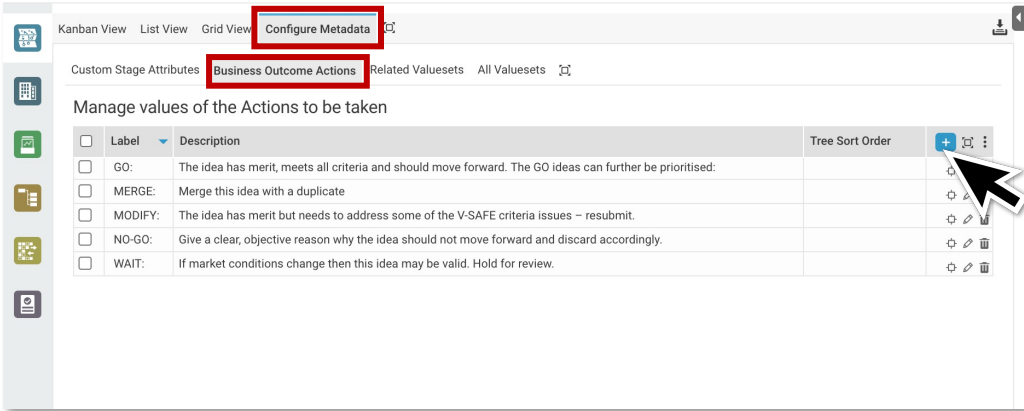 Kanban View List View Grid View Configure Metadata
Custom Stage Attributes Business Outcome Actions Related Valuesets All Valuesets
Manage values of the Actions to be taken
Label Description Tree Sort Order
GO: The idea has merit, meets all criteria and should move forward. The GO ideas can further be prioritised:
MERGE: Merge this idea with a duplicate
MODIFY: The idea has merit but needs to address some of the V-SAFE criteria issues – resubmit.
NO-GO: Give a clear, objective reason why the idea should not move forward and discard accordingly.
WAIT: If market conditions change then this idea may be valid. Hold for review.